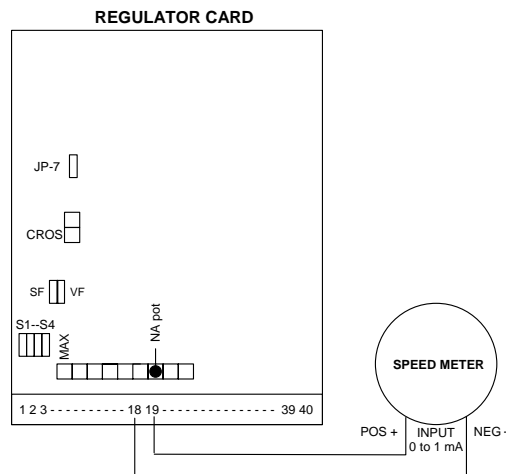 REGULATOR CARD
JP-7
CROS
SF VF
S1--S4
MAX
NA pot
1 2 3 - - - - - - - - - - - 18 19 - - - - - - - - - - - - - - - - 39 40
SPEED METER
POS + INPUT NEG -
0 to 1 mA